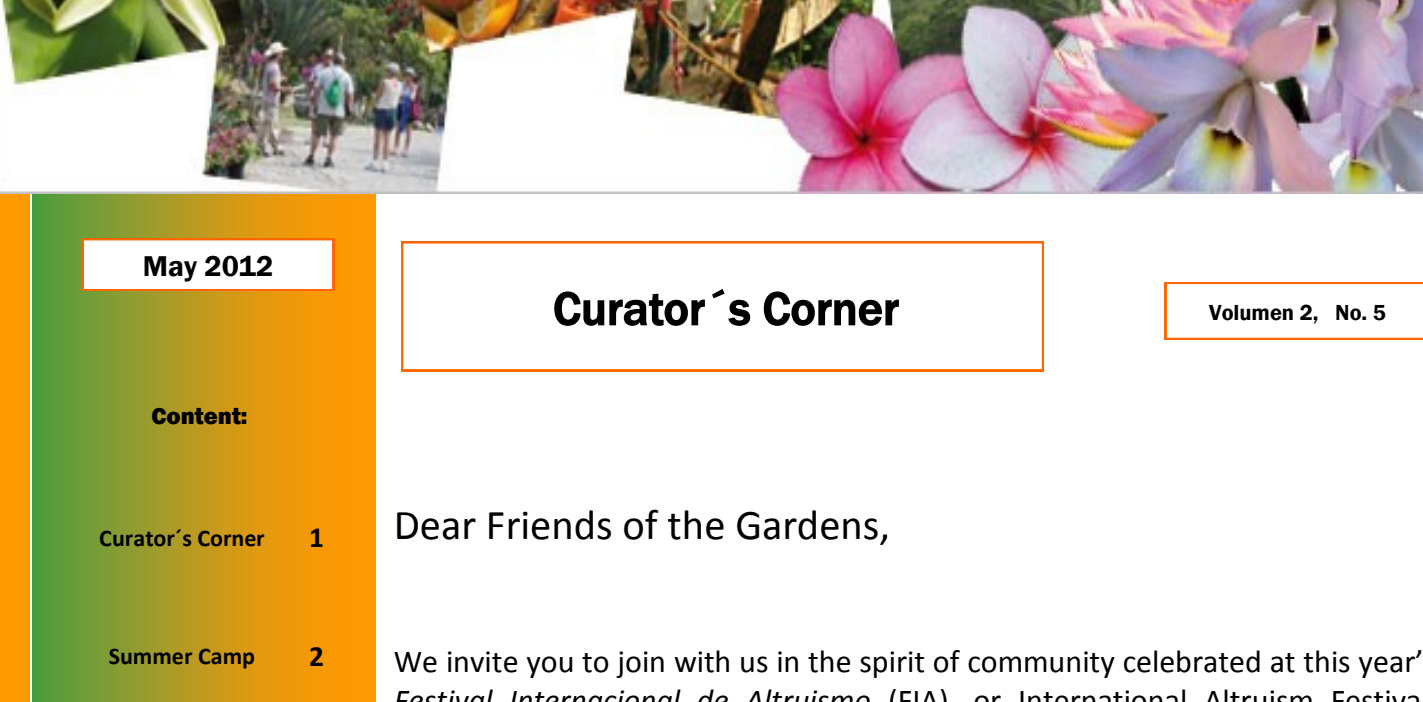 May 2012
Curator´s Corner
Volumen 2, No. 5
Content:
Curator´s Corner 1
Summer Camp 2
Dear Friends of the Gardens,
We invite you to join with us in the spirit of community celebrated at this year’
Festival Internacional de Altruismo (FIA), or International Altruism Festival